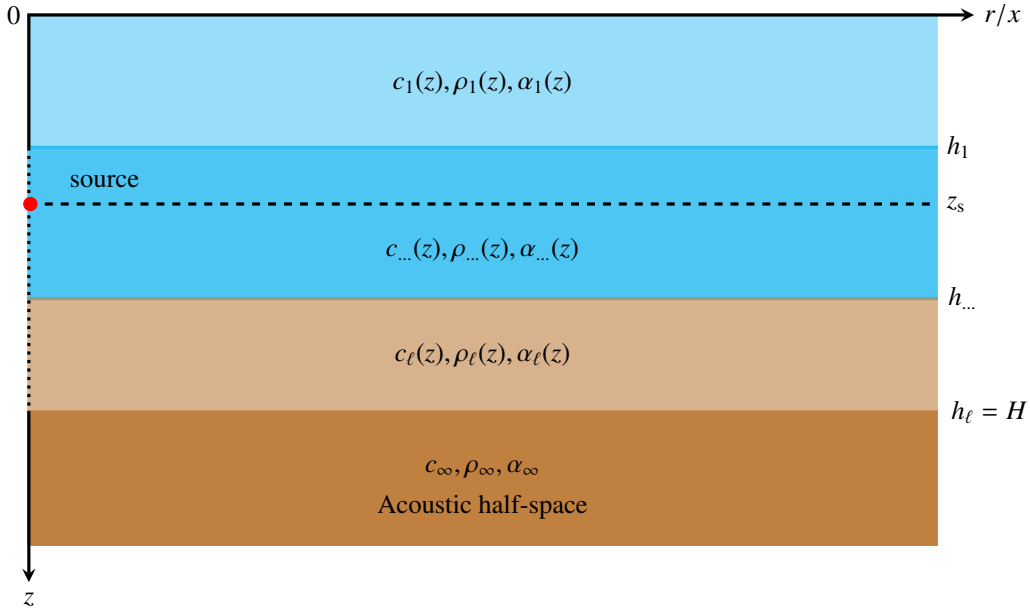 0
r/x
c₁(z), ρ₁(z), α₁(z)
h₁
source
zₛ
c...(z), ρ...(z), α...(z)
h...
c_ℓ(z), ρ_ℓ(z), α_ℓ(z)
h_ℓ = H
c_∞, ρ_∞, α_∞
Acoustic half-space
z